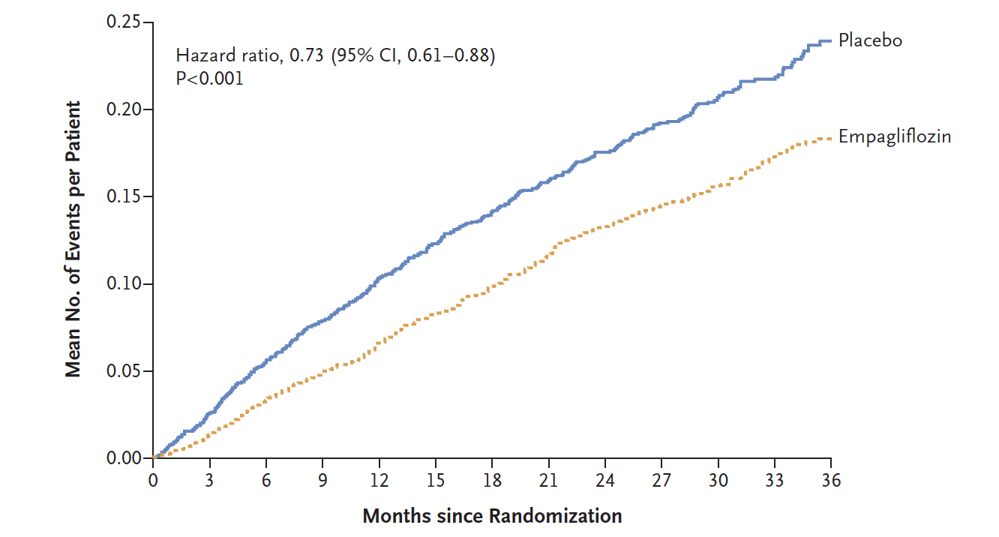 0.25
Placebo
Hazard ratio, 0.73 (95% CI, 0.61–0.88)
P<0.001
0.20
Empagliflozin
0.15
0.10
0.05
0.00
Mean No. of Events per Patient
0 3 6 9 12 15 18 21 24 27 30 33 36
Months since Randomization